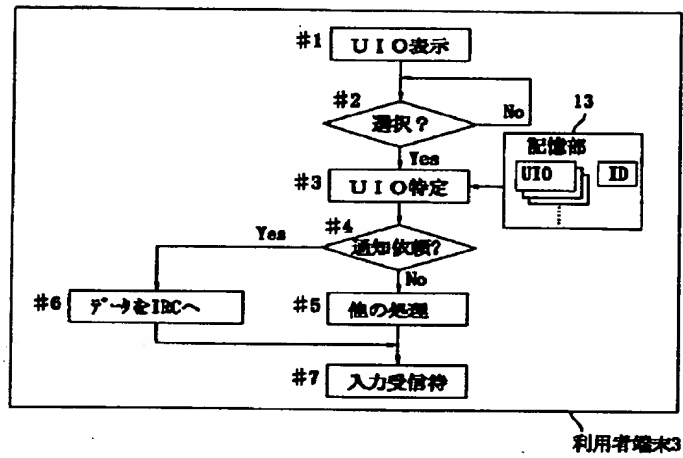 #1 UIO表示
#2 選択？
No
Yes
13
記憶部
UIO ID
#3 UIO特定
#4 通知依頼?
Yes
No
#6 データをIRCへ
#5 他の処理
#7 入力受信待
利用者端末3